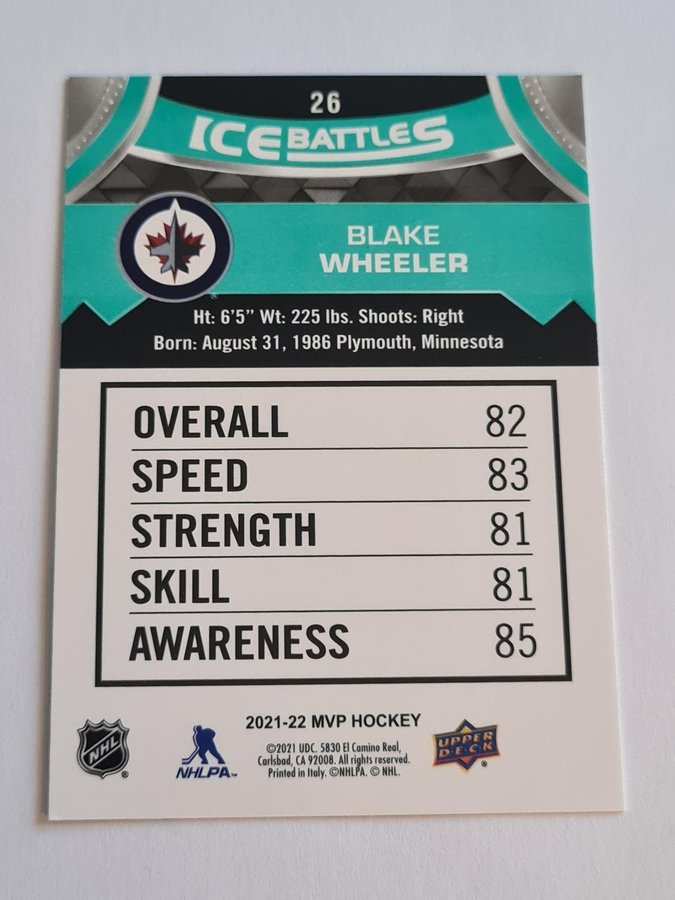 26
ICE BATTLES
BLAKE
WHEELER
Ht: 6'5" Wt: 225 lbs. Shoots: Right
Born: August 31, 1986 Plymouth, Minnesota
OVERALL 82
SPEED 83
STRENGTH 81
SKILL 81
AWARENESS 85
2021-22 MVP HOCKEY
©2021 UDC. 5830 El Camino Real,
Carlsbad, CA 92008. All rights reserved.
Printed in Italy. ©NHLPA. © NHL.
NHL ®
NHLPA™
UPPER
DECK ®